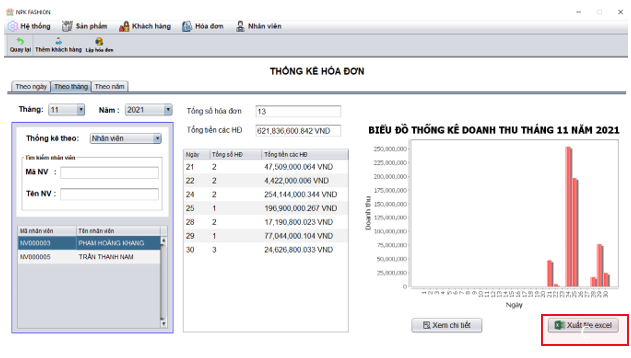 NPK FASHION
Hệ thống Sản phẩm Khách hàng Hóa đơn Nhân viên
Quay lại Thêm khách hàng Lập hóa đơn
THỐNG KÊ HÓA ĐƠN
Theo ngày Theo tháng Theo năm
Tháng: 11 Năm : 2021
Tổng số hóa đơn 13
Tổng tiền các HĐ 621,836,600.842 VND
Thống kê theo: Nhân viên
Tìm kiếm nhân viên
Mã NV :
Tên NV :
Mã nhân viên Tên nhân viên
NV000003 PHẠM HOÀNG KHANG
NV000005 TRẦN THANH NAM
Ngày Tổng số HĐ Tổng tiền các HĐ
21 2 47,509,000.064 VND
22 2 4,422,000.006 VND
24 2 254,144,000.344 VND
25 1 196,900,000.267 VND
28 2 17,190,800.023 VND
29 1 77,044,000.104 VND
30 3 24,626,800.033 VND
BIỂU ĐỒ THỐNG KÊ DOANH THU THÁNG 11 NĂM 2021
Doanh thu
250,000,000
225,000,000
200,000,000
175,000,000
150,000,000
125,000,000
100,000,000
75,000,000
50,000,000
25,000,000
0
1 2 3 4 5 6 7 8 9 10 11 12 13 14 15 16 17 18 19 20 21 22 23 24 25 26 27 28 29 30
Ngày
Xem chi tiết
Xuất file excel